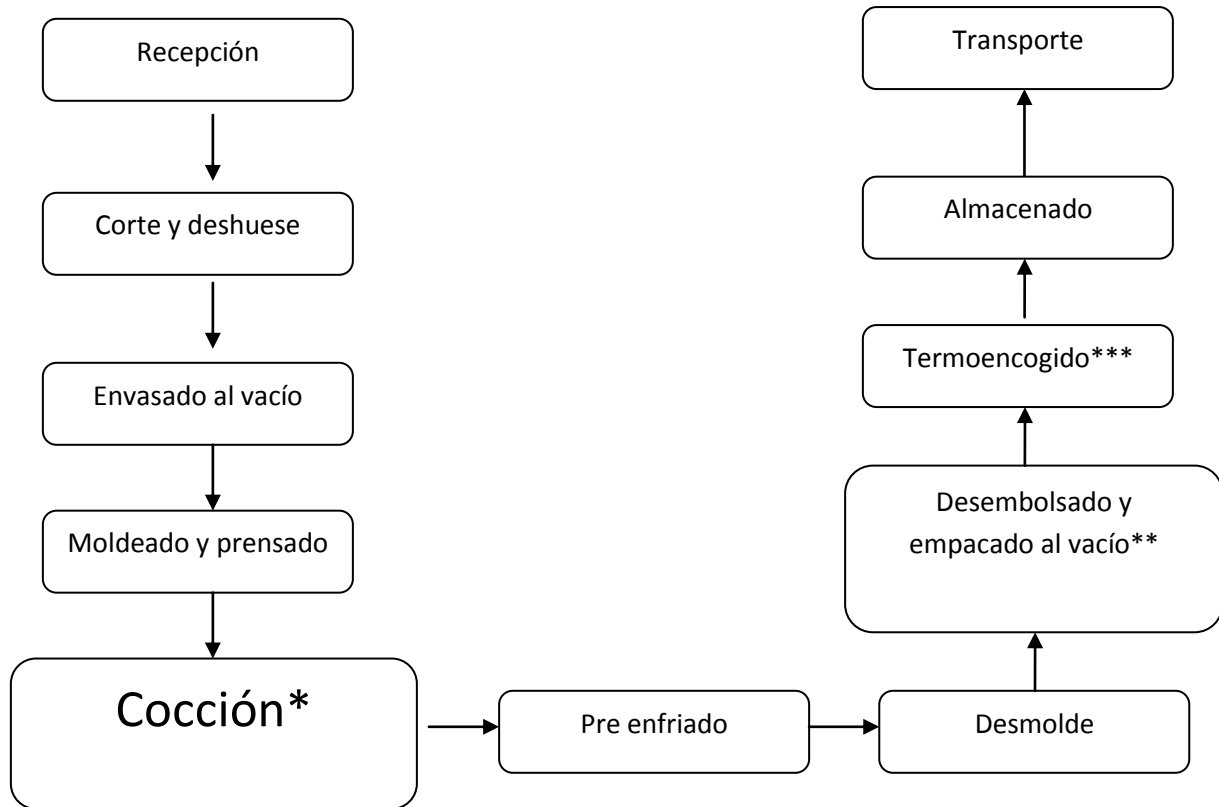 Recepción
Corte y deshuese
Envasado al vacío
Moldeado y prensado
Cocción*
Pre enfriado
Desmolde
Desembolsado y
empacado al vacío**
Termoencogido***
Almacenado
Transporte